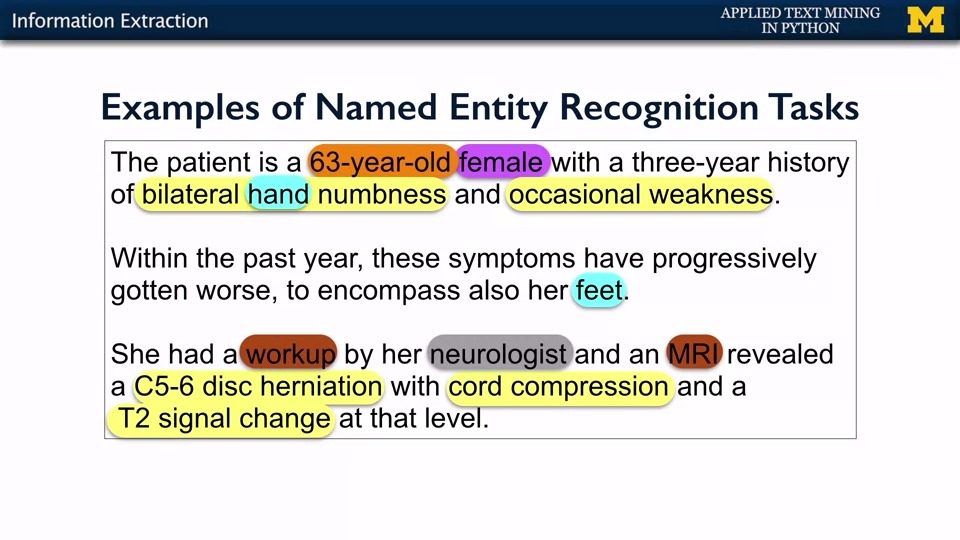 Information Extraction
APPLIED TEXT MINING
IN PYTHON
M
Examples of Named Entity Recognition Tasks
The patient is a 63-year-old female with a three-year history
of bilateral hand numbness and occasional weakness.
Within the past year, these symptoms have progressively
gotten worse, to encompass also her feet.
She had a workup by her neurologist and an MRI revealed
a C5-6 disc herniation with cord compression and a
T2 signal change at that level.